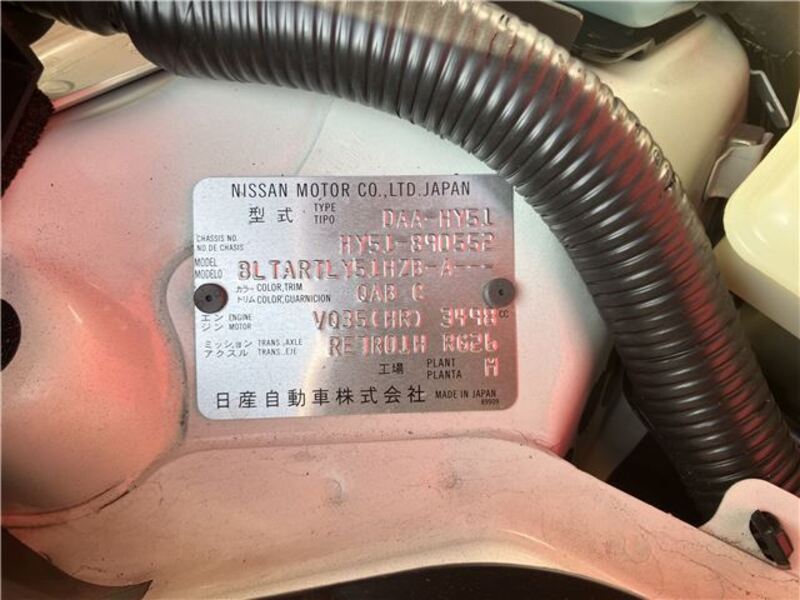 NISSAN MOTOR CO.,LTD.JAPAN
型式 TYPE TIPO DAA-HY51
CHASSIS NO. NO.DE CHASIS HY51-890552
MODEL MODELO BLTARTLY51HZB-A---
カラー COLOR,TRIM トリム COLOR,GUARNICION QAB G
エンジン ENGINE MOTOR VQ35(HR) 3498 cc
ミッション アクスル TRANS.,AXLE TRANS.,EJE RE7R01H RG26
工場 PLANT PLANTA M
日産自動車株式会社 MADE IN JAPAN
89909